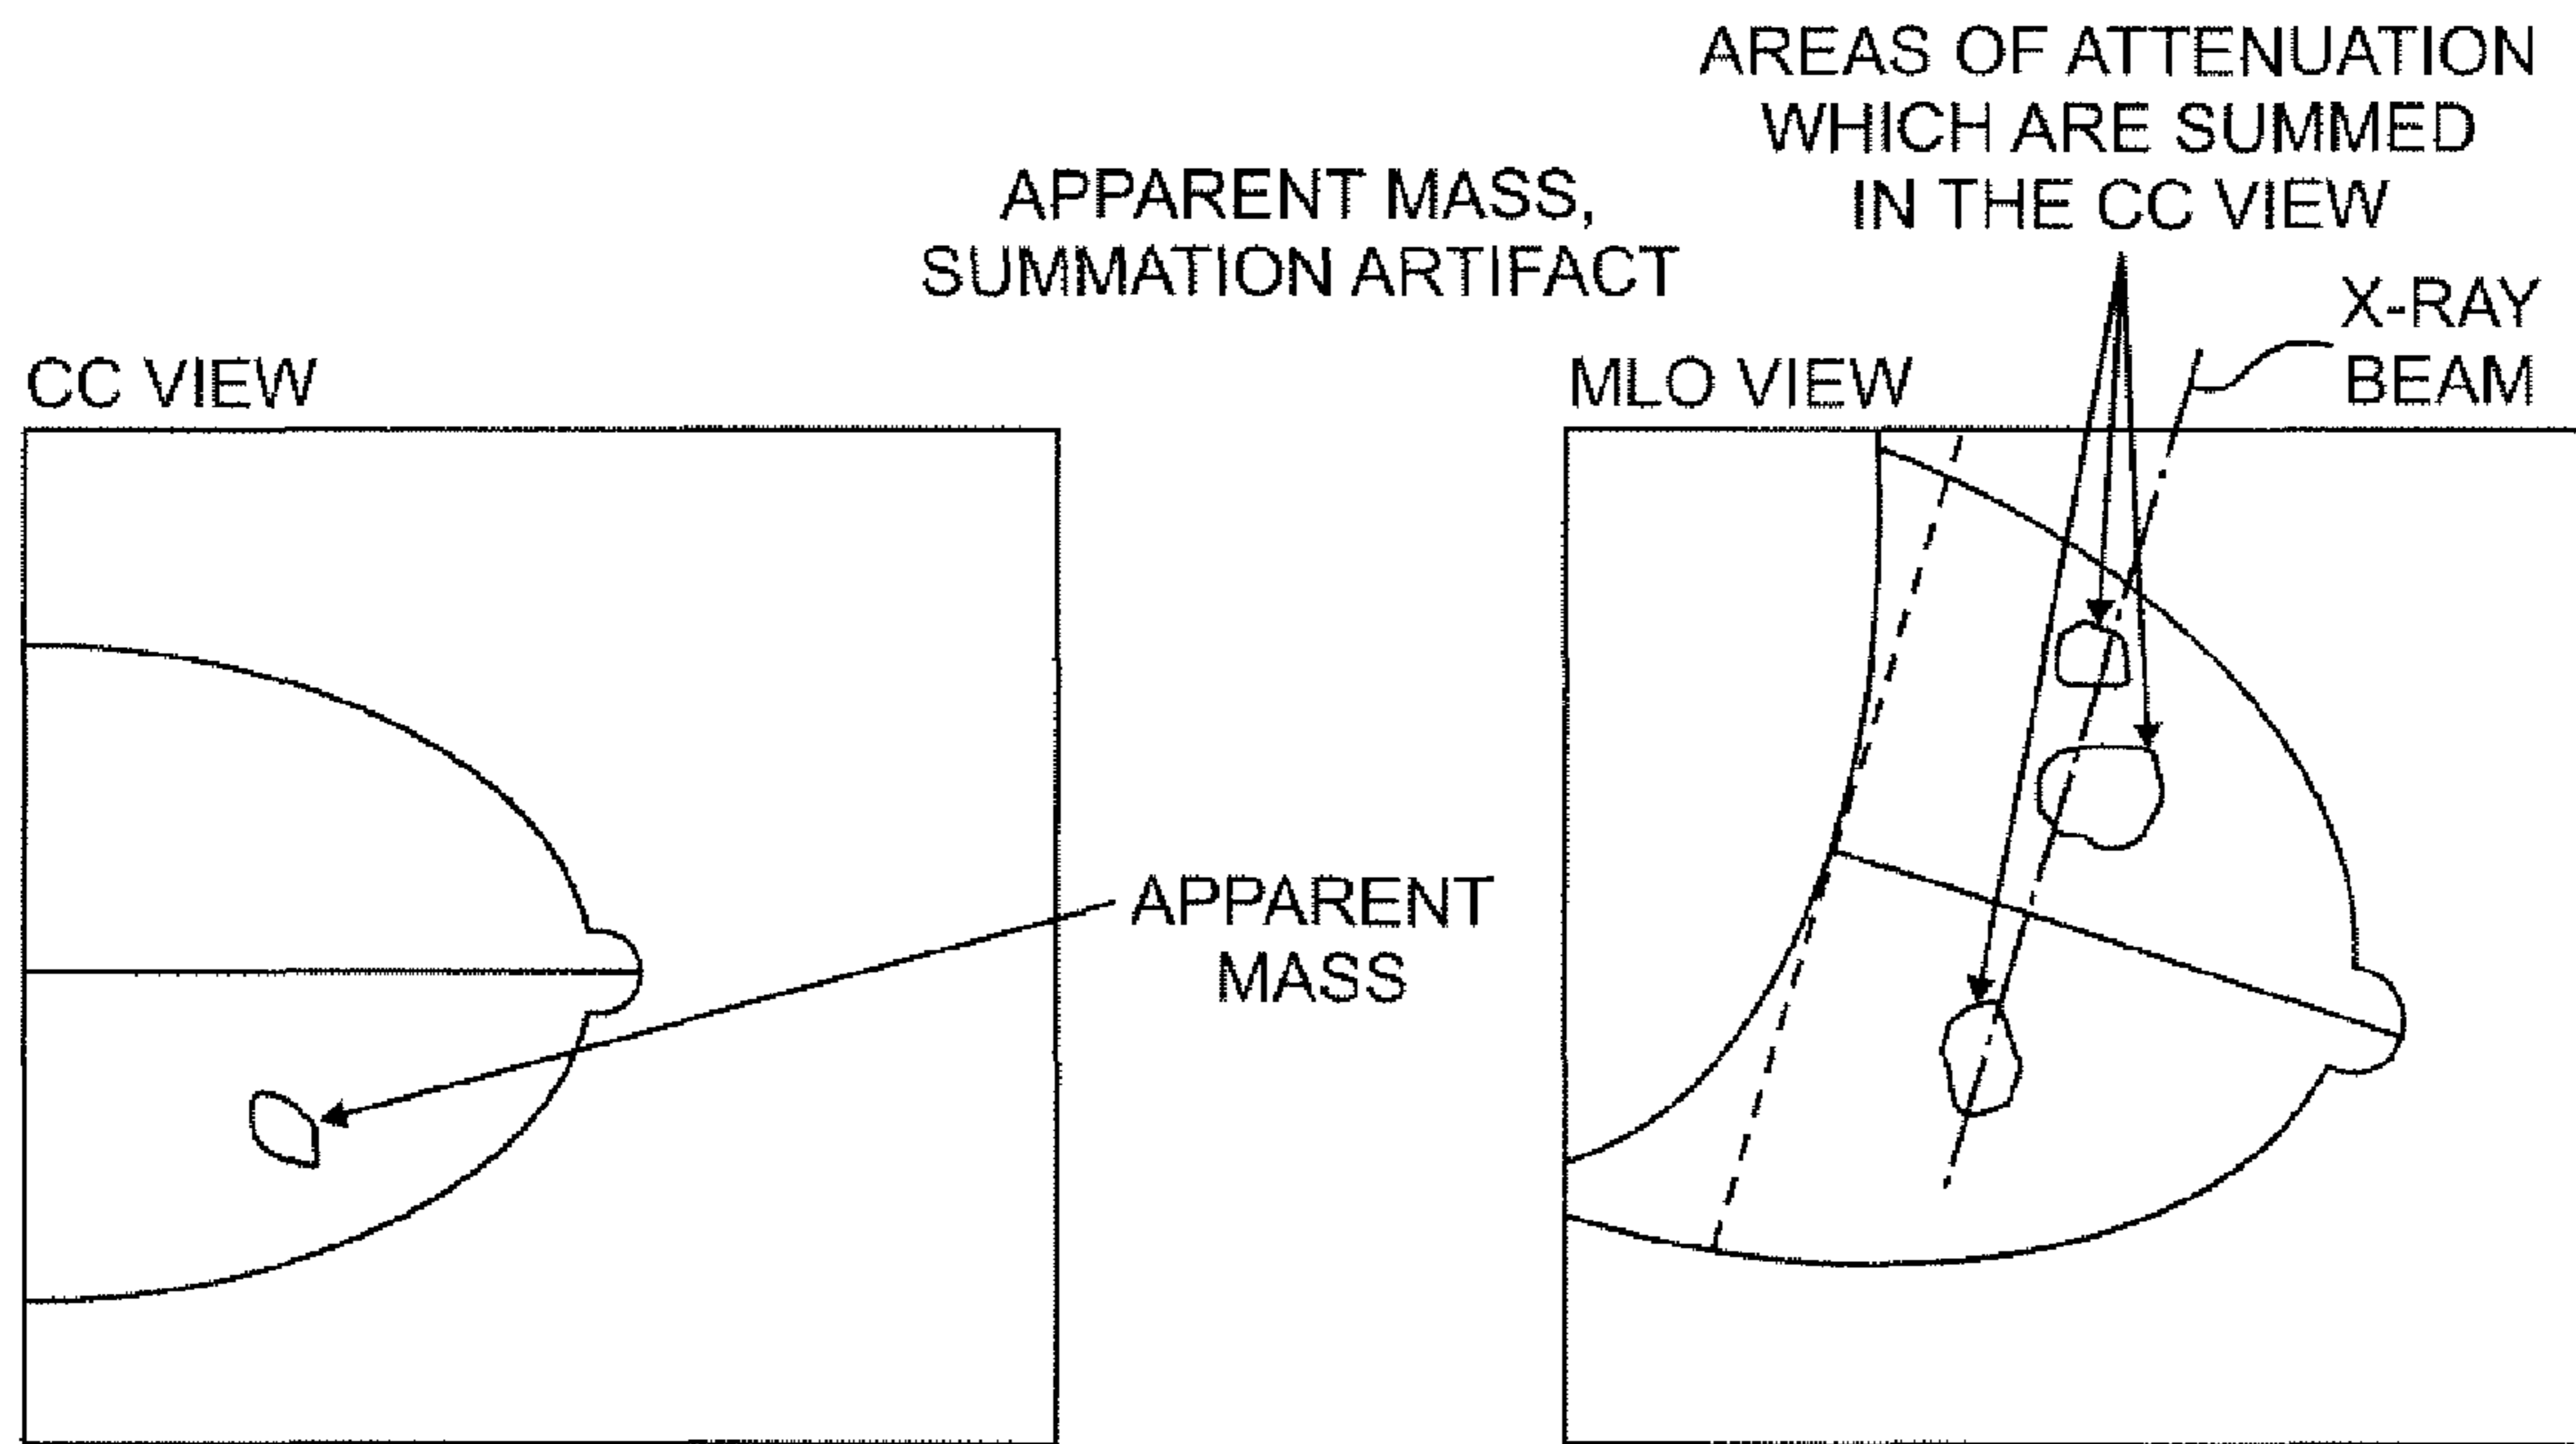 APPARENT MASS,
SUMMATION ARTIFACT
AREAS OF ATTENUATION
WHICH ARE SUMMED
IN THE CC VIEW
X-RAY
BEAM
CC VIEW
MLO VIEW
APPARENT
MASS